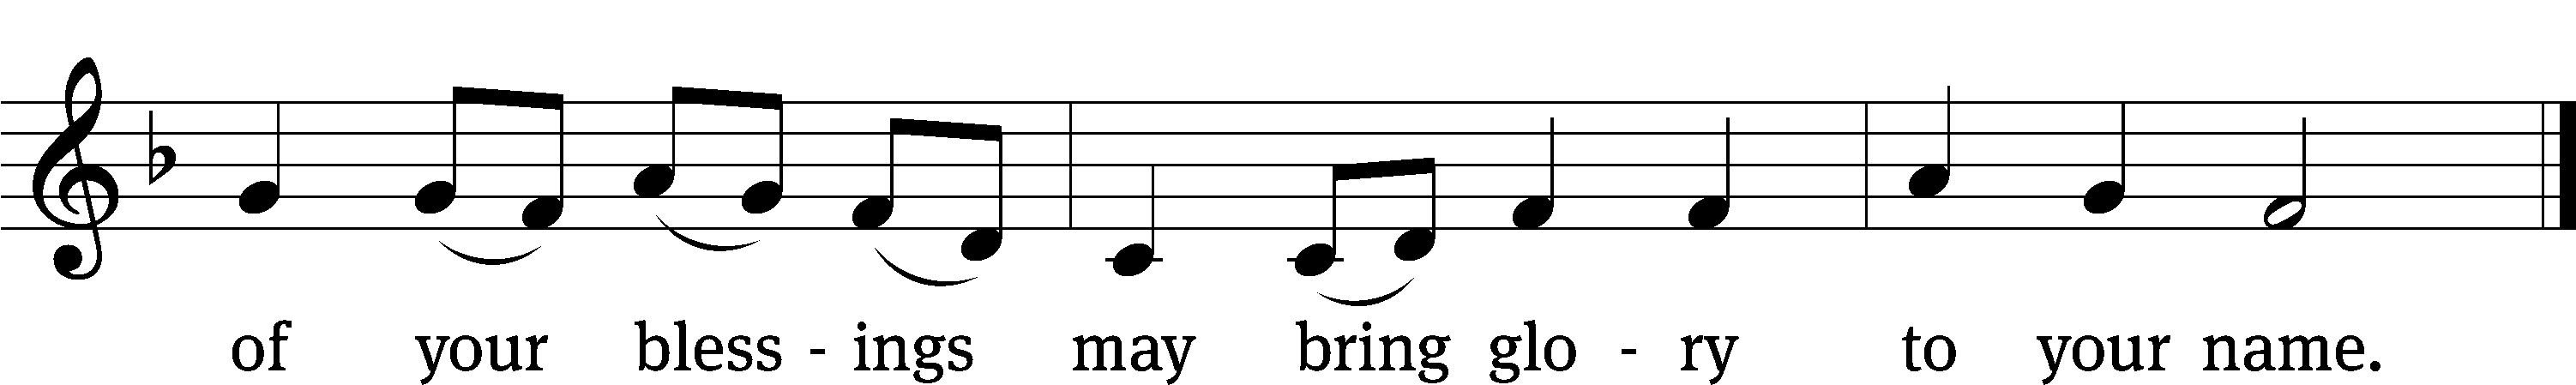 of your bless - ings may bring glo - ry to your name.